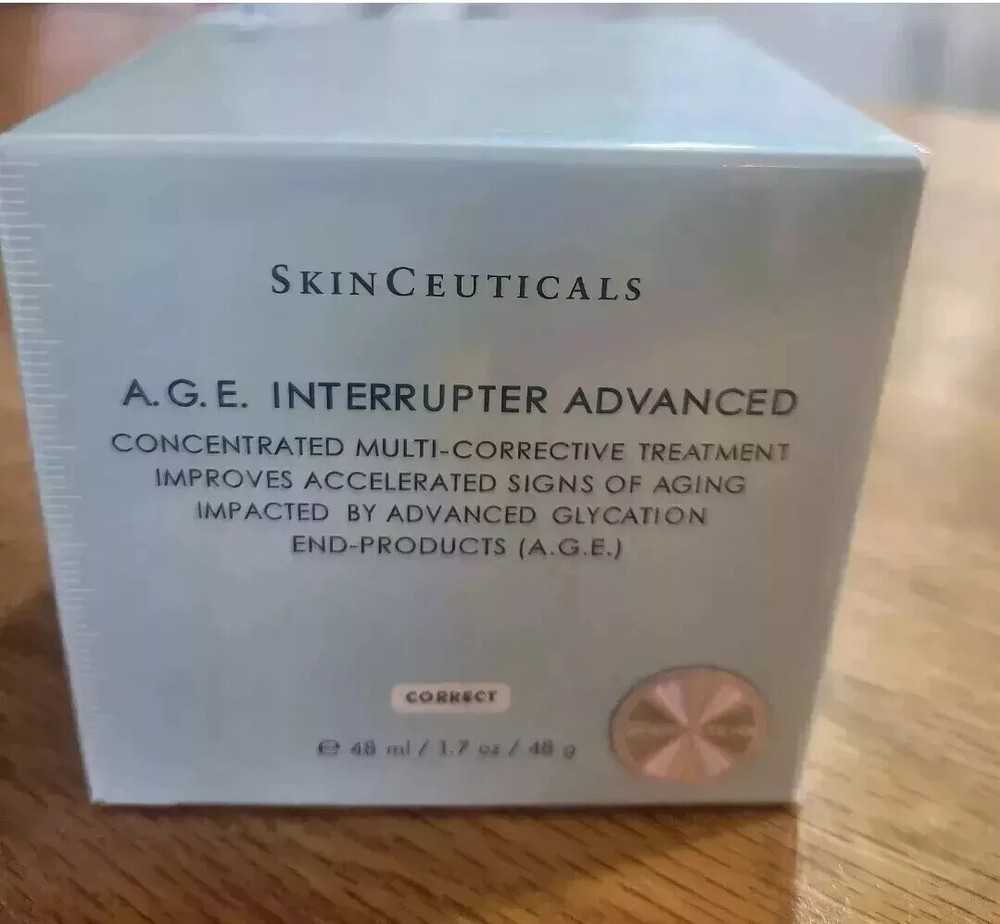 SKINCEUTICALS
A.G.E. INTERRUPTER ADVANCED
CONCENTRATED MULTI-CORRECTIVE TREATMENT
IMPROVES ACCELERATED SIGNS OF AGING
IMPACTED BY ADVANCED GLYCATION
END-PRODUCTS (A.G.E.)
CORRECT
℮ 48 ml / 1.7 oz / 48 g